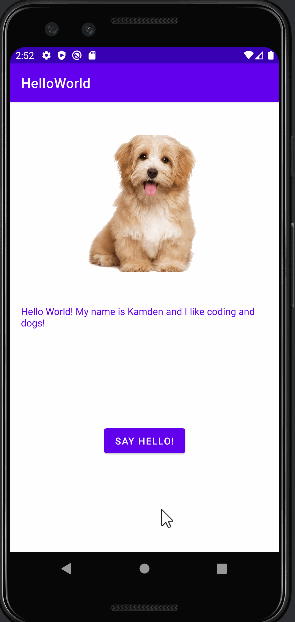 2:52
HelloWorld
Hello World! My name is Kamden and I like coding and
dogs!
SAY HELLO!